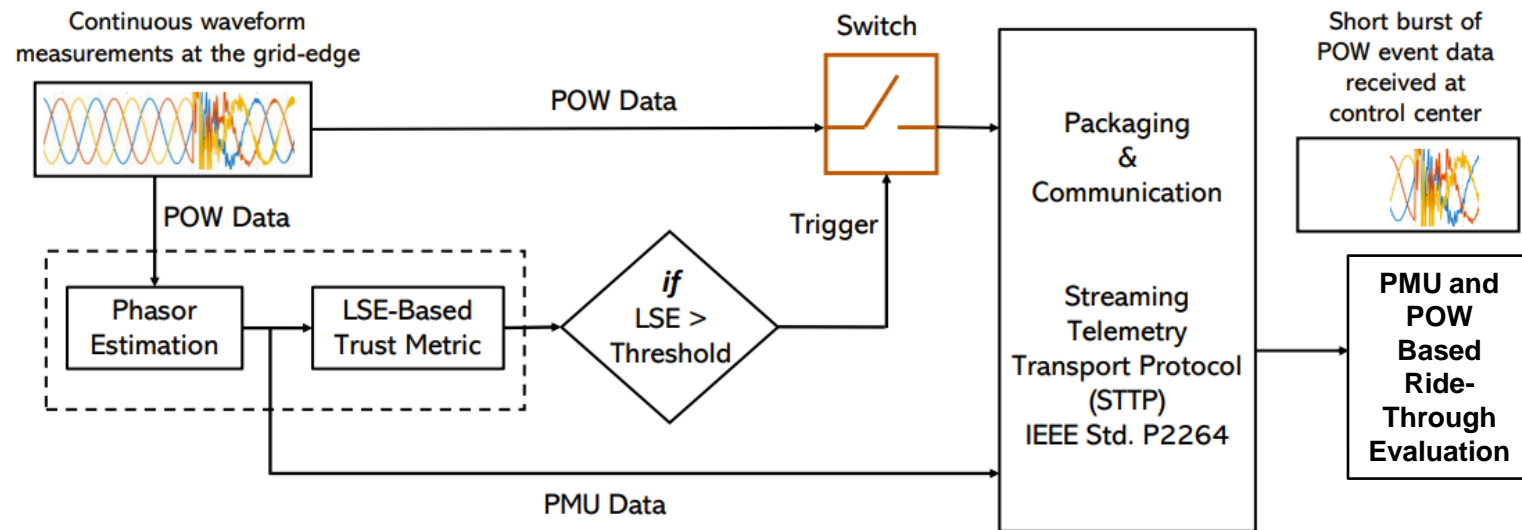 Continuous waveform
measurements at the grid-edge
POW Data
Switch
Short burst of
POW event data
received at
control center
POW Data
Trigger
Phasor
Estimation
LSE-Based
Trust Metric
if
LSE >
Threshold
PMU Data
Packaging
&
Communication
Streaming
Telemetry
Transport Protocol
(STTP)
IEEE Std. P2264
PMU and
POW
Based
Ride-
Through
Evaluation